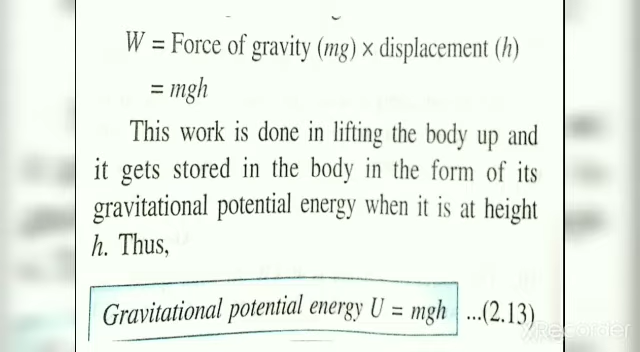 W = Force of gravity (mg) × displacement (h)
= mgh
This work is done in lifting the body up and
it gets stored in the body in the form of its
gravitational potential energy when it is at height
h. Thus,
Gravitational potential energy U = mgh ...(2.13)
XRecorder